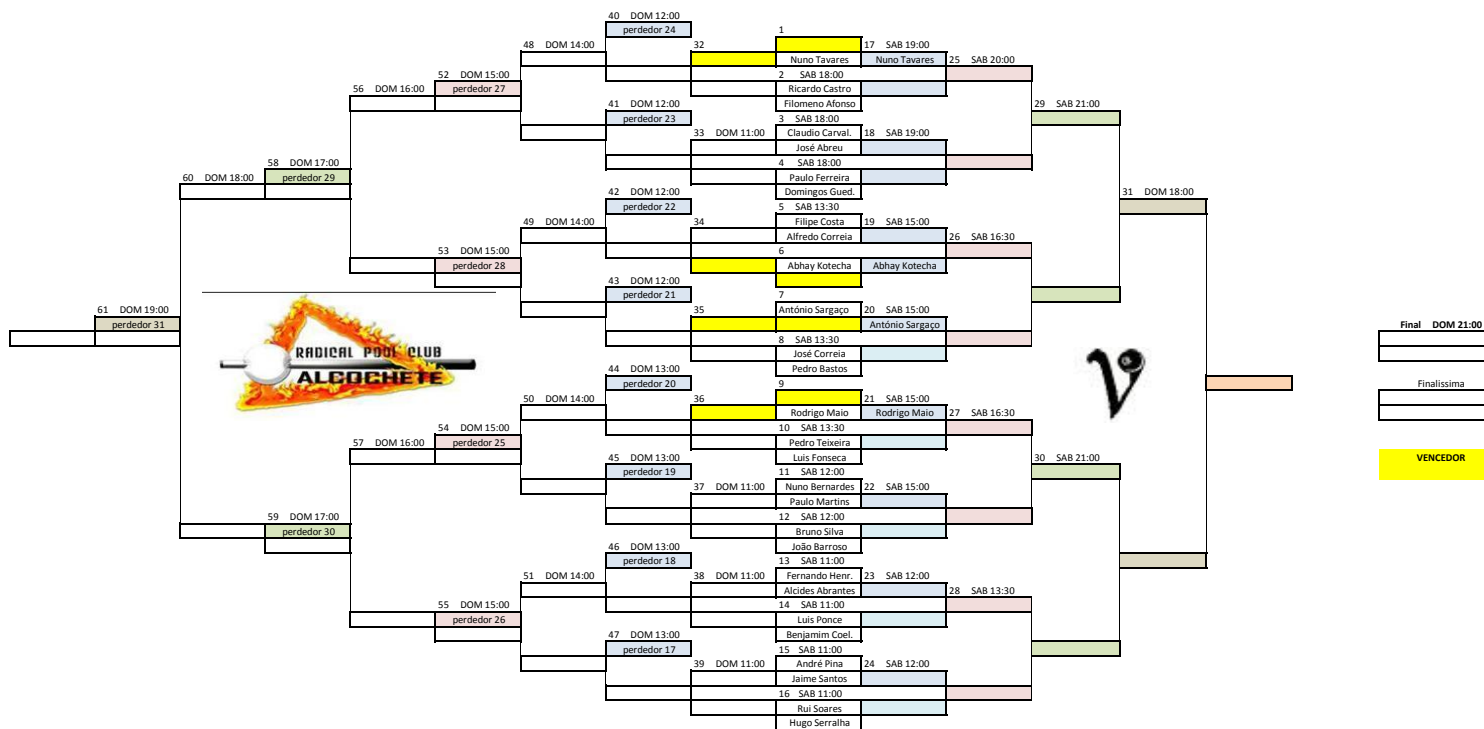 40 DOM 12:00
perdedor 24
1
48 DOM 14:00
32
17 SAB 19:00
Nuno Tavares
Nuno Tavares
25 SAB 20:00
52 DOM 15:00
2 SAB 18:00
56 DOM 16:00
perdedor 27
Ricardo Castro
41 DOM 12:00
Filomeno Afonso
29 SAB 21:00
perdedor 23
3 SAB 18:00
33 DOM 11:00
Claudio Carval.
18 SAB 19:00
José Abreu
58 DOM 17:00
4 SAB 18:00
60 DOM 18:00
perdedor 29
Paulo Ferreira
42 DOM 12:00
Domingos Gued.
31 DOM 18:00
perdedor 22
5 SAB 13:30
49 DOM 14:00
34
Filipe Costa
19 SAB 15:00
Alfredo Correia
26 SAB 16:30
53 DOM 15:00
6
perdedor 28
Abhay Kotecha
Abhay Kotecha
43 DOM 12:00
perdedor 21
7
61 DOM 19:00
35
António Sargaço
20 SAB 15:00
perdedor 31
António Sargaço
Final DOM 21:00
8 SAB 13:30
RADICAL POOL CLUB
José Correia
ALCOCHETE
44 DOM 13:00
Pedro Bastos
perdedor 20
9
Finalissima
50 DOM 14:00
36
21 SAB 15:00
Rodrigo Maio
Rodrigo Maio
27 SAB 16:30
54 DOM 15:00
10 SAB 13:30
57 DOM 16:00
perdedor 25
Pedro Teixeira
45 DOM 13:00
Luis Fonseca
30 SAB 21:00
VENCEDOR
perdedor 19
11 SAB 12:00
37 DOM 11:00
Nuno Bernardes
22 SAB 15:00
Paulo Martins
59 DOM 17:00
12 SAB 12:00
perdedor 30
Bruno Silva
46 DOM 13:00
João Barroso
perdedor 18
13 SAB 11:00
51 DOM 14:00
38 DOM 11:00
Fernando Henr.
23 SAB 12:00
Alcides Abrantes
28 SAB 13:30
55 DOM 15:00
14 SAB 11:00
perdedor 26
Luis Ponce
47 DOM 13:00
Benjamim Coel.
perdedor 17
15 SAB 11:00
39 DOM 11:00
André Pina
24 SAB 12:00
Jaime Santos
16 SAB 11:00
Rui Soares
Hugo Serralha